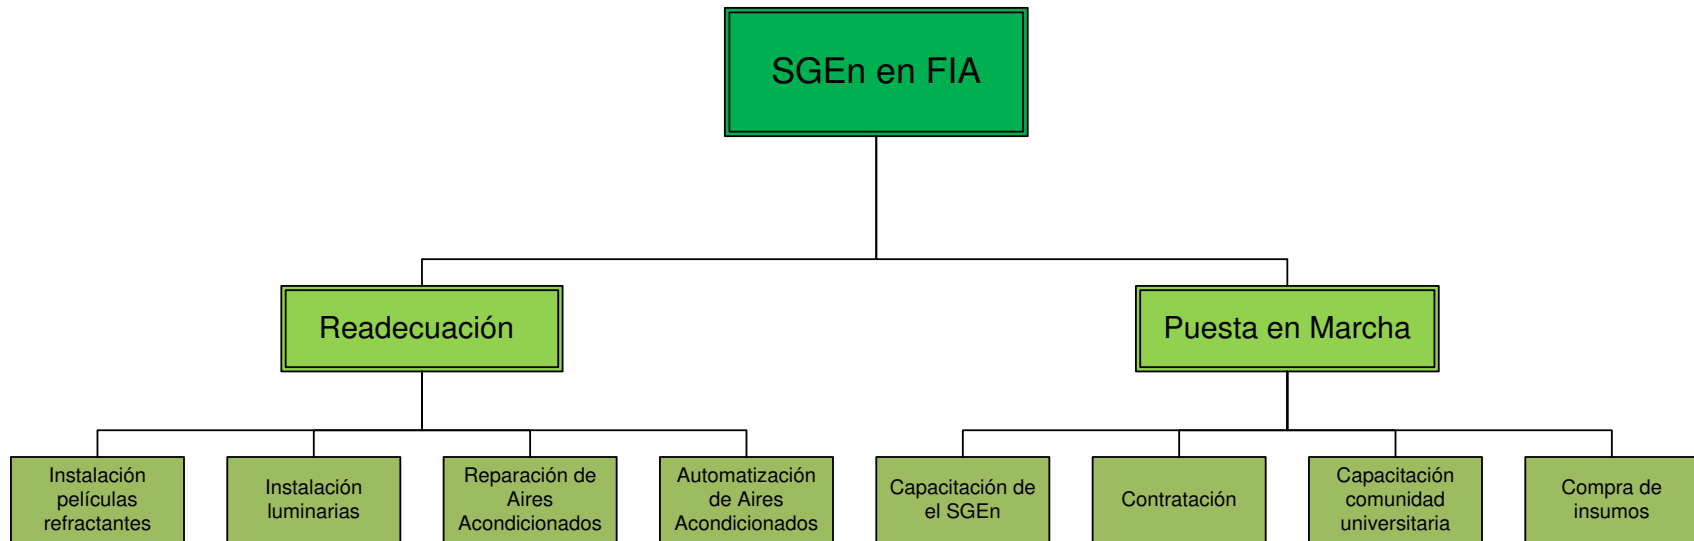 SGEn en FIA
Readecuación
Puesta en Marcha
Instalación
películas
refractantes
Instalación
luminarias
Reparación de
Aires
Acondicionados
Automatización
de Aires
Acondicionados
Capacitación de
el SGEn
Contratación
Capacitación
comunidad
universitaria
Compra de
insumos